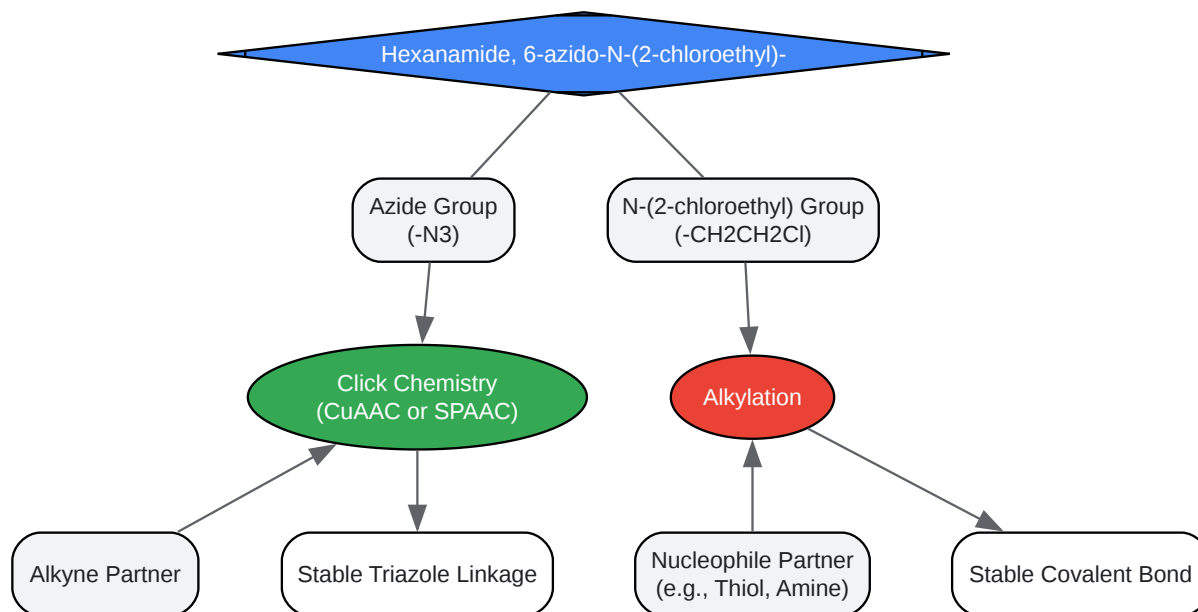 Hexanamide, 6-azido-N-(2-chloroethyl)-
Azide Group
(-N3)
N-(2-chloroethyl) Group
(-CH2CH2Cl)
Click Chemistry
(CuAAC or SPAAC)
Alkylation
Alkyne Partner
Stable Triazole Linkage
Nucleophile Partner
(e.g., Thiol, Amine)
Stable Covalent Bond